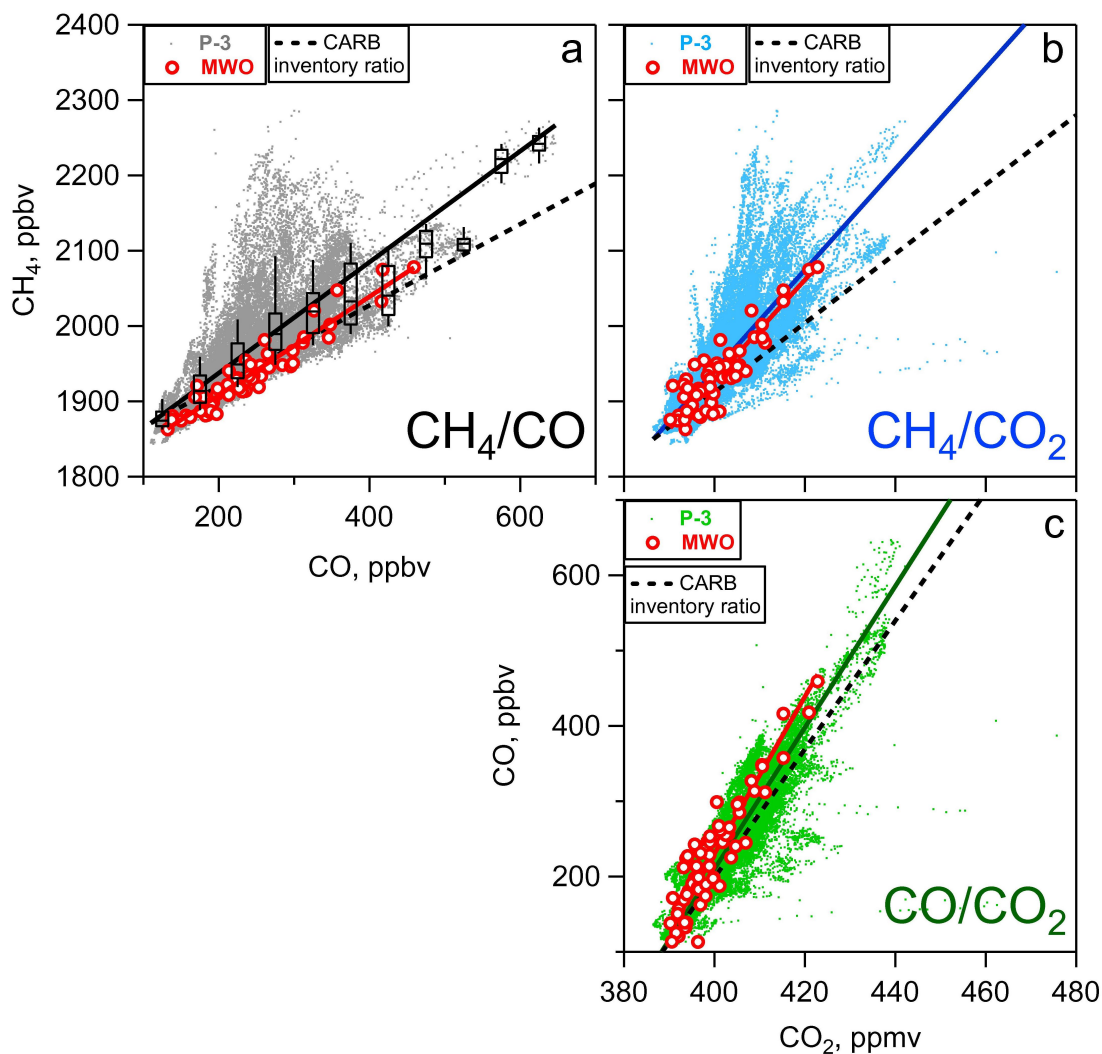 2400
2300
2200
2100
2000
1900
1800
CH4, ppbv
P-3
MWO
CARB
inventory ratio
a
CH4/CO
200
400
600
CO, ppbv
P-3
MWO
CARB
inventory ratio
b
CH4/CO2
P-3
MWO
CARB
inventory ratio
c
600
400
200
CO, ppbv
CO/CO2
380
400
420
440
460
480
CO2, ppmv